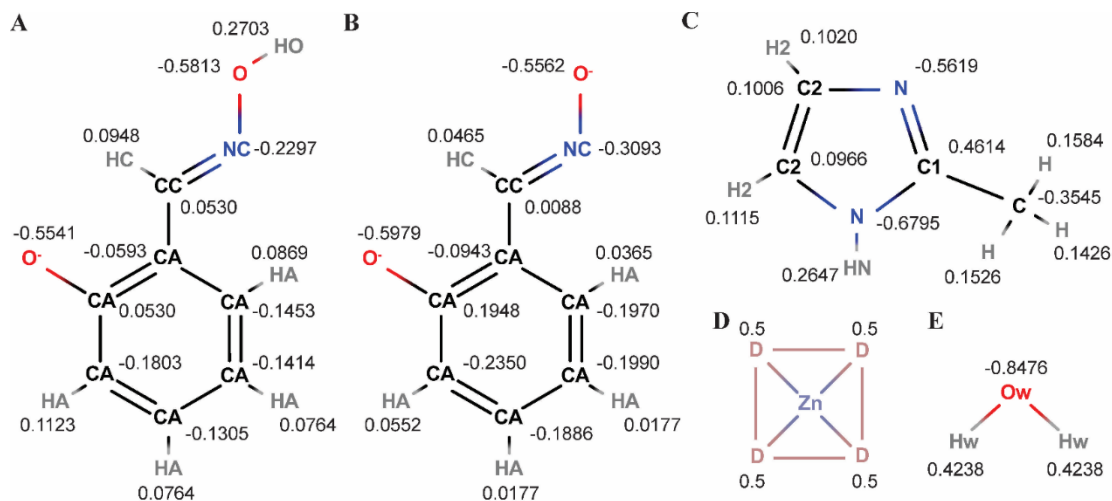 A
0.2703
HO
-0.5813
O
0.0948
HC
NC
-0.2297
CC
0.0530
-0.5541
O-
-0.0593
CA
0.0869
HA
CA
0.0530
CA
-0.1453
-0.1803
CA
-0.1414
CA
HA
0.1123
CA
-0.1305
HA
0.0764
HA
0.0764
B
-0.5562
O-
0.0465
HC
NC
-0.3093
CC
0.0088
-0.5979
O-
-0.0943
CA
0.0365
HA
CA
0.1948
CA
-0.1970
-0.2350
CA
-0.1990
CA
HA
0.0552
CA
-0.1886
HA
0.0177
HA
0.0177
C
0.1020
H2
0.1006
C2
N
-0.5619
C2
0.0966
0.4614
C1
0.1584
H
H2
0.1115
N
-0.6795
C
-0.3545
H
H
0.1426
0.2647
HN
0.1526
D
0.5
0.5
D
D
Zn
D
D
0.5
0.5
E
-0.8476
Ow
Hw
Hw
0.4238
0.4238